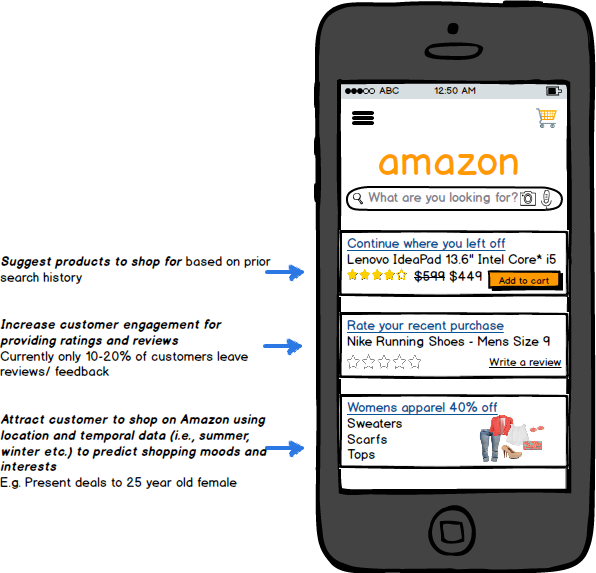 ABC 12:50 AM
amazon
What are you looking for?
Suggest products to shop for based on prior
search history
Continue where you left off
Lenovo IdeaPad 13.6" Intel Core* i5
$599 $449 Add to cart
Increase customer engagement for
providing ratings and reviews
Currently only 10-20% of customers leave
reviews/ feedback
Rate your recent purchase
Nike Running Shoes - Mens Size 9
Write a review
Attract customer to shop on Amazon using
location and temporal data (i.e., summer,
winter etc.) to predict shopping moods and
interests
E.g. Present deals to 25 year old female
Womens apparel 40% off
Sweaters
Scarfs
Tops